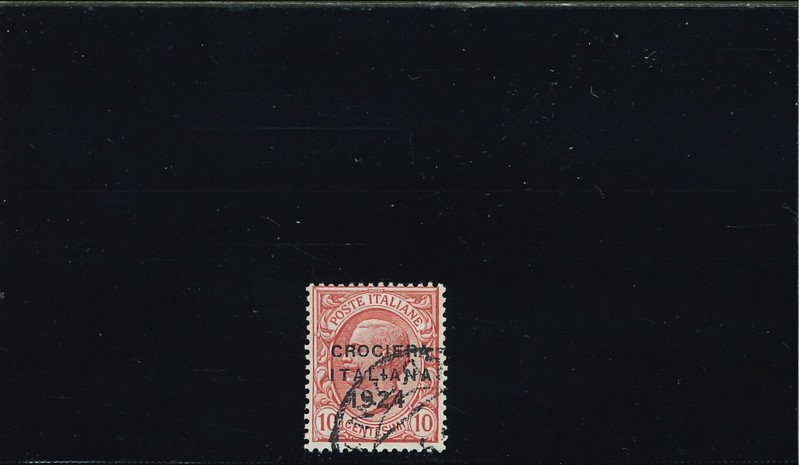 POSTE ITALIANE
CROCIERA
ITALIANA
1924
10 CENTESIMI 10